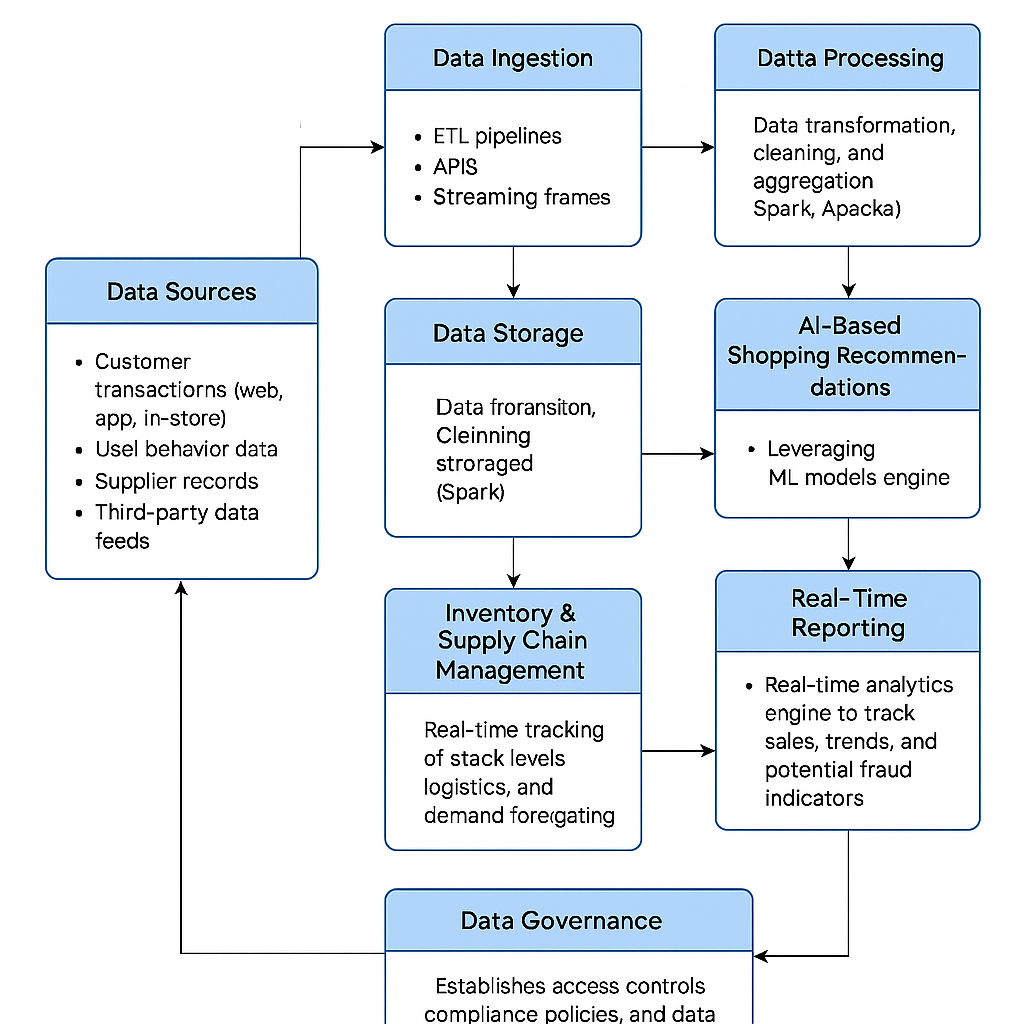 Data Ingestion
• ETL pipelines
• APIS
• Streaming frames
Datta Processing
Data transformation,
cleaning, and
aggregation
Spark, Apacka)
Data Sources
• Customer
transactiorns (web,
app, in-store)
• Usel behavior data
• Supplier records
• Third-party data
feeds
Data Storage
Data froransiton,
Cleinning
stroraged
(Spark)
AI-Based
Shopping Recommen-
dations
• Leveraging
ML models engine
Inventory &
Supply Chain
Management
Real-time tracking
of stack levels
logistics, and
demand foregating
Real-Time
Reporting
• Real-time analytics
engine to track
sales, trends, and
potential fraud
indicators
Data Governance
Establishes access controls
compliance policies, and data